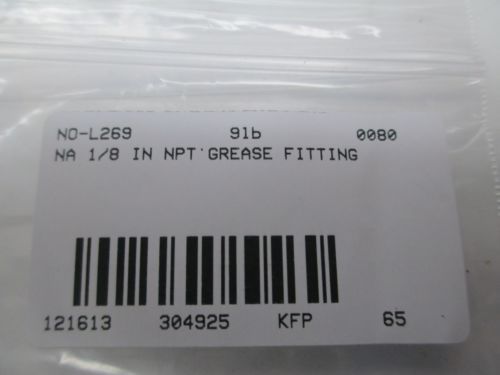 NO-L269 91b 0080
NA 1/8 IN NPT GREASE FITTING
121613 304925 KFP 65